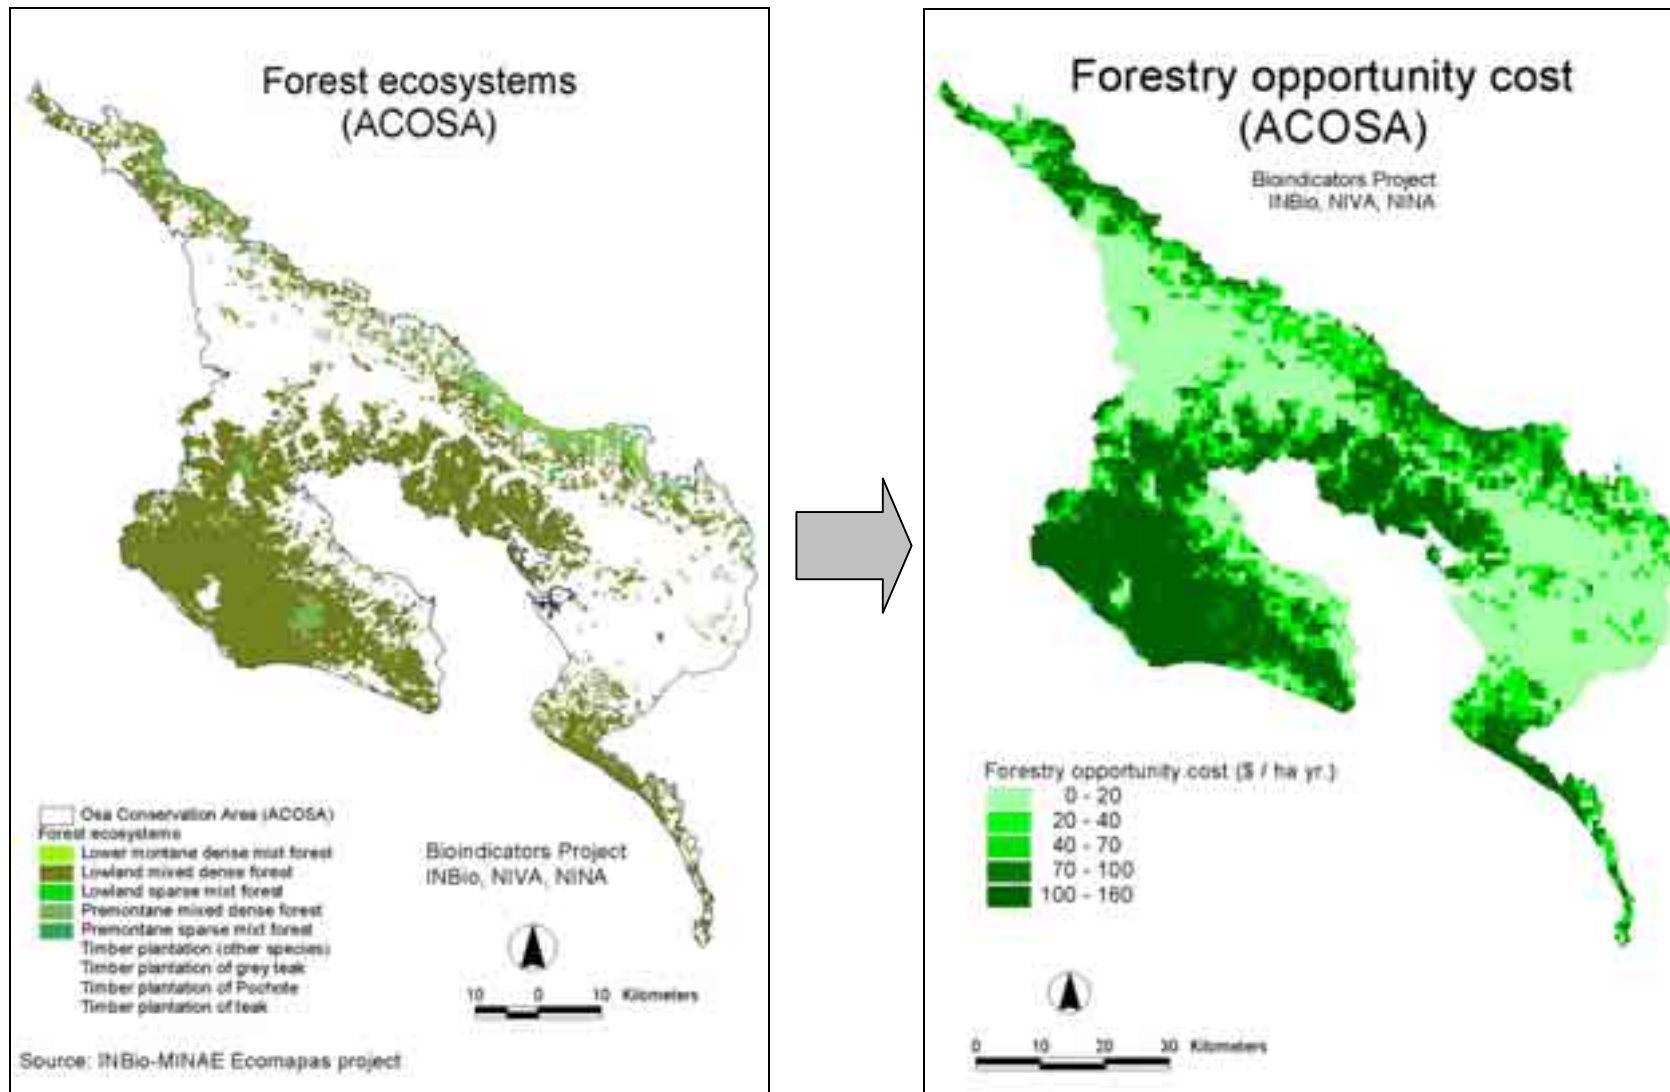 Forest ecosystems
(ACOSA)
Osa Conservation Area (ACOSA)
Forest ecosystems
Lower montane dense mixt forest
Lowland mixed dense forest
Lowland sparse mixt forest
Premontane mixed dense forest
Premontane sparse mixt forest
Timber plantation (other species)
Timber plantation of grey teak
Timber plantation of Pochote
Timber plantation of teak
Bioindicators Project
INBio, NIVA, NINA
10 0 10 Kilometers
Source: INBio-MINAE Ecomapas project
Forestry opportunity cost
(ACOSA)
Bioindicators Project
INBio, NIVA, NINA
Forestry opportunity cost ($ / ha yr.)
0 - 20
20 - 40
40 - 70
70 - 100
100 - 160
0 10 20 30 Kilometers